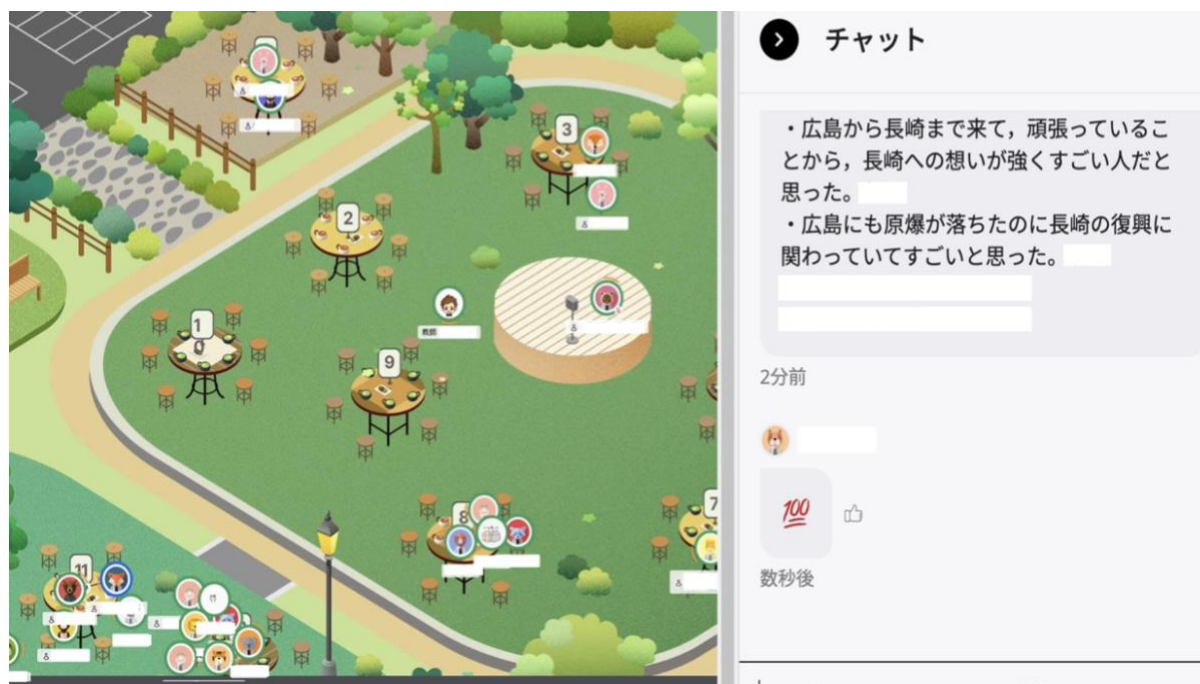 チャット
・広島から長崎まで来て，頑張っているこ
とから，長崎への想いが強くすごい人だと
思った。
・広島にも原爆が落ちたのに長崎の復興に
関わっていてすごいと思った。
2分前
100
数秒後
3
2
1
0
9
教師
8
7
11